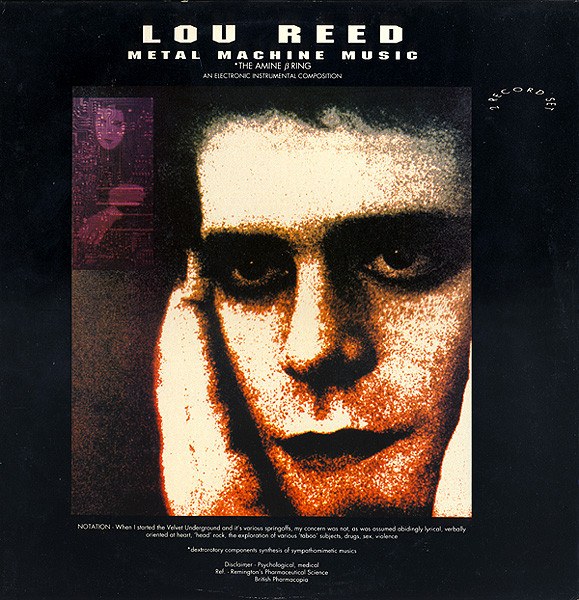 LOU REED
METAL MACHINE MUSIC
*THE AMINE β RING
AN ELECTRONIC INSTRUMENTAL COMPOSITION
2 RECORD SET
NOTATION - When I started the Velvet Underground and it's various springoffs, my concern was not, as was assumed abidingly lyrical, verbally
oriented at heart, 'head' rock, the exploration of various 'taboo' subjects, drugs, sex, violence
*dextrorotory components synthesis of sympathomimetic musics
Disclaimer - Psychological, medical
Ref. - Remington's Pharmaceutical Science
British Pharmacopia